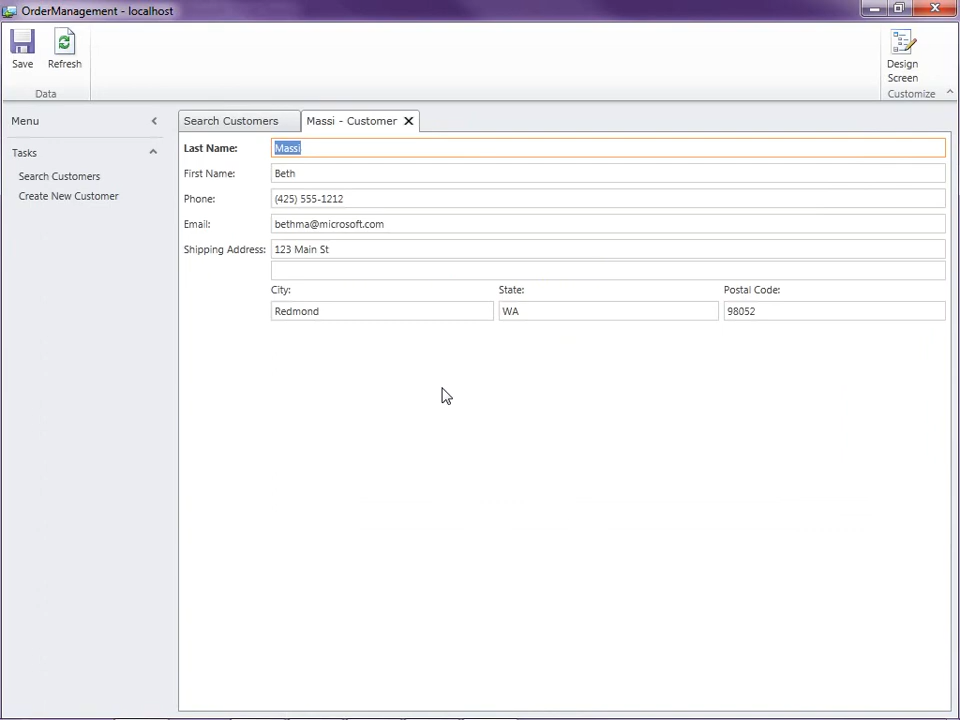 OrderManagement - localhost
Save
Refresh
Data
Design
Screen
Customize
Menu
Tasks
Search Customers
Create New Customer
Search Customers
Massi - Customer
Last Name: Massi
First Name: Beth
Phone: (425) 555-1212
Email: bethma@microsoft.com
Shipping Address: 123 Main St
City: State: Postal Code:
Redmond WA 98052